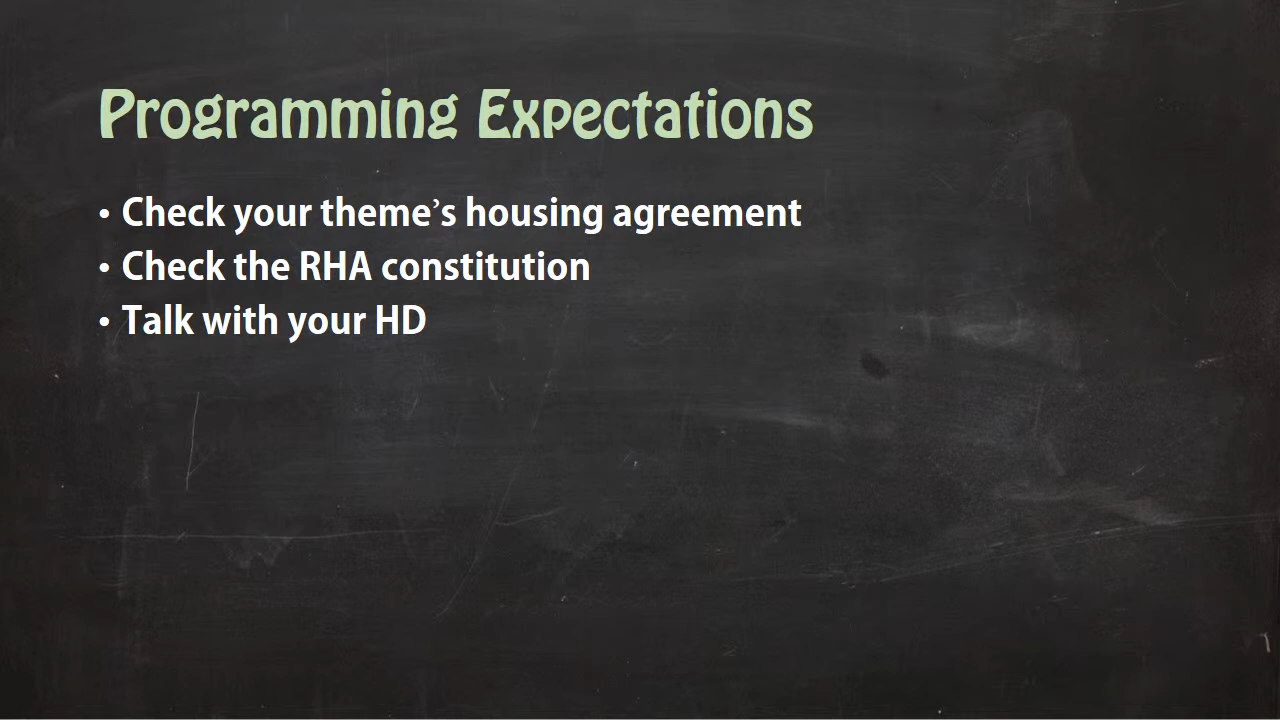 Programming Expectations
• Check your theme’s housing agreement
• Check the RHA constitution
• Talk with your HD